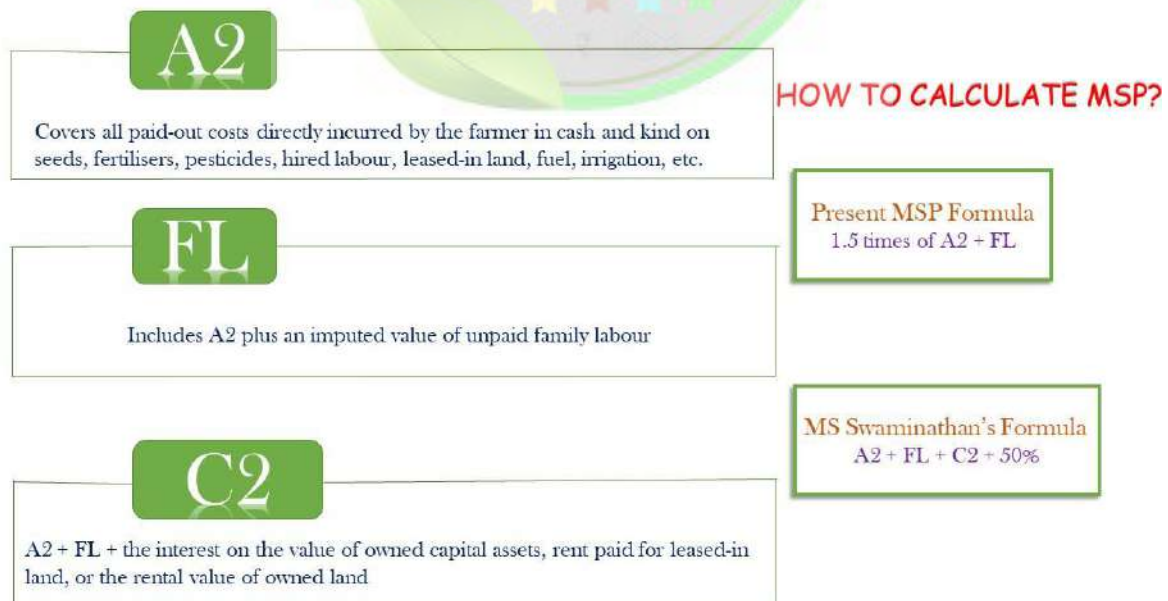 A2
Covers all paid-out costs directly incurred by the farmer in cash and kind on
seeds, fertilisers, pesticides, hired labour, leased-in land, fuel, irrigation, etc.
HOW TO CALCULATE MSP?
FL
Includes A2 plus an imputed value of unpaid family labour
Present MSP Formula
1.5 times of A2 + FL
C2
A2 + FL + the interest on the value of owned capital assets, rent paid for leased-in
land, or the rental value of owned land
MS Swaminathan's Formula
A2 + FL + C2 + 50%